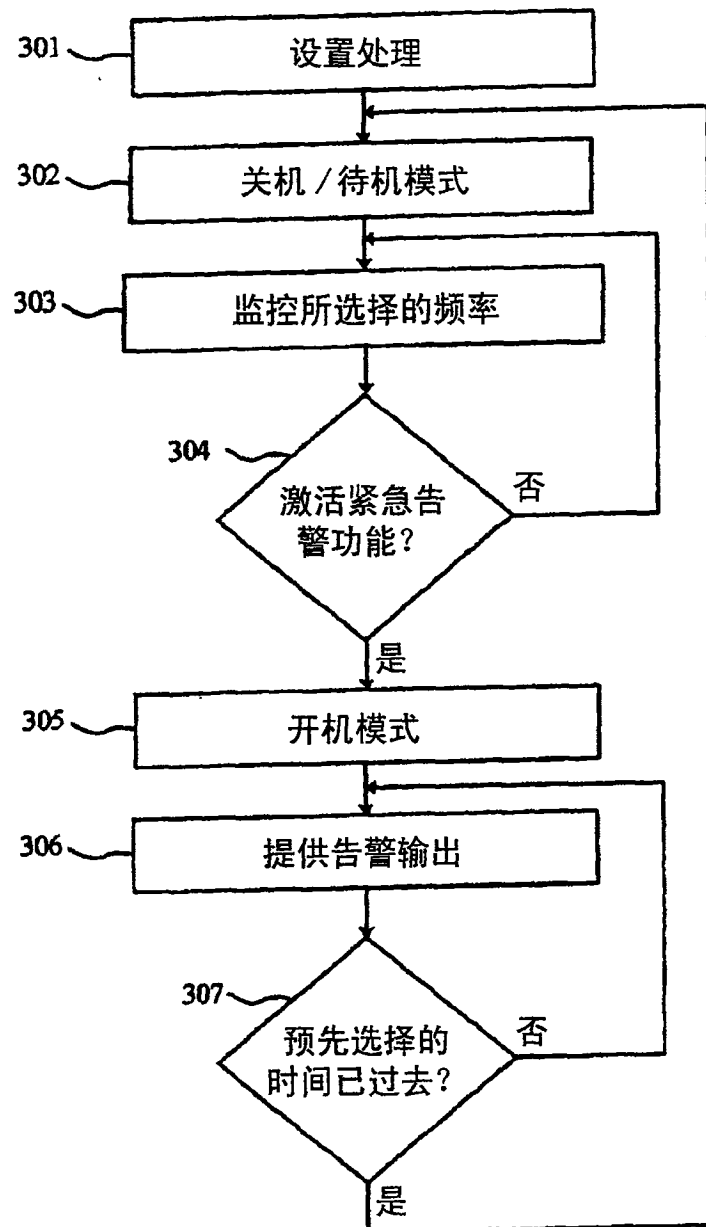 301
设置处理
302
关机/待机模式
303
监控所选择的频率
304
激活紧急告
警功能?
否
是
305
开机模式
306
提供告警输出
307
预先选择的
时间已过去?
否
是